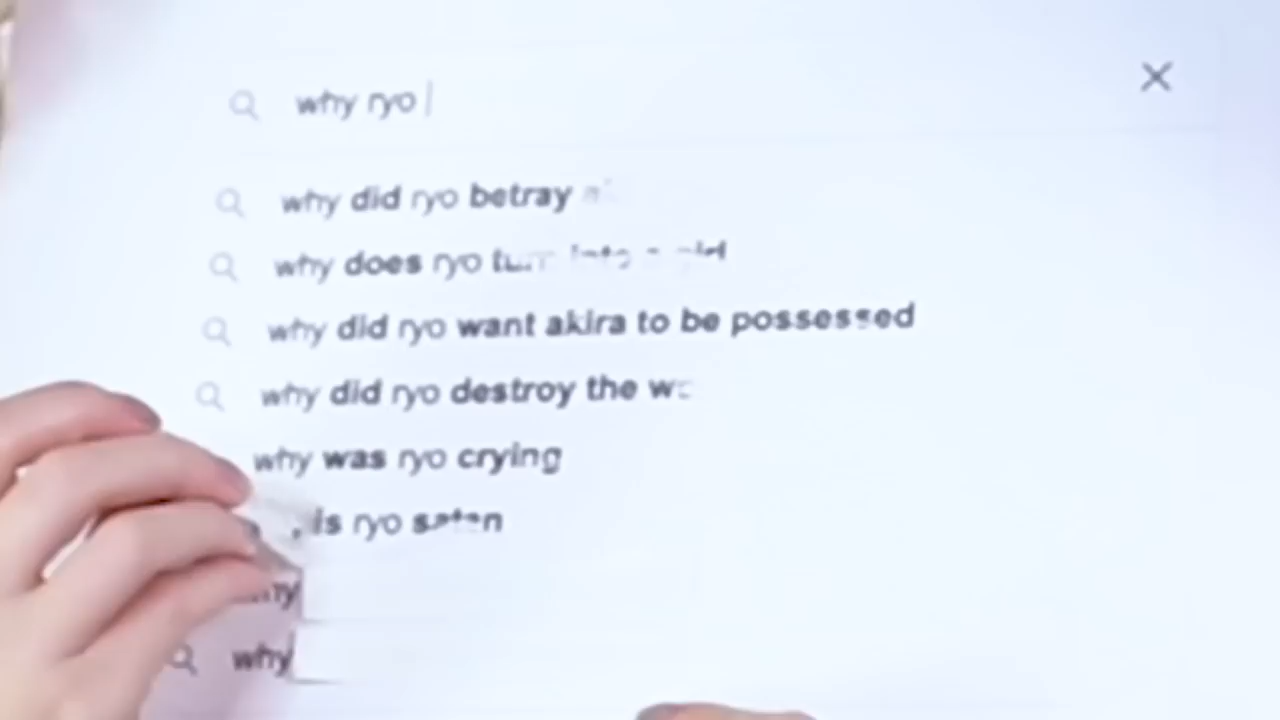 why ryo
why did ryo betray
why does ryo
why did ryo want akira to be possessed
why did ryo destroy the
why was ryo crying
is ryo satan
why